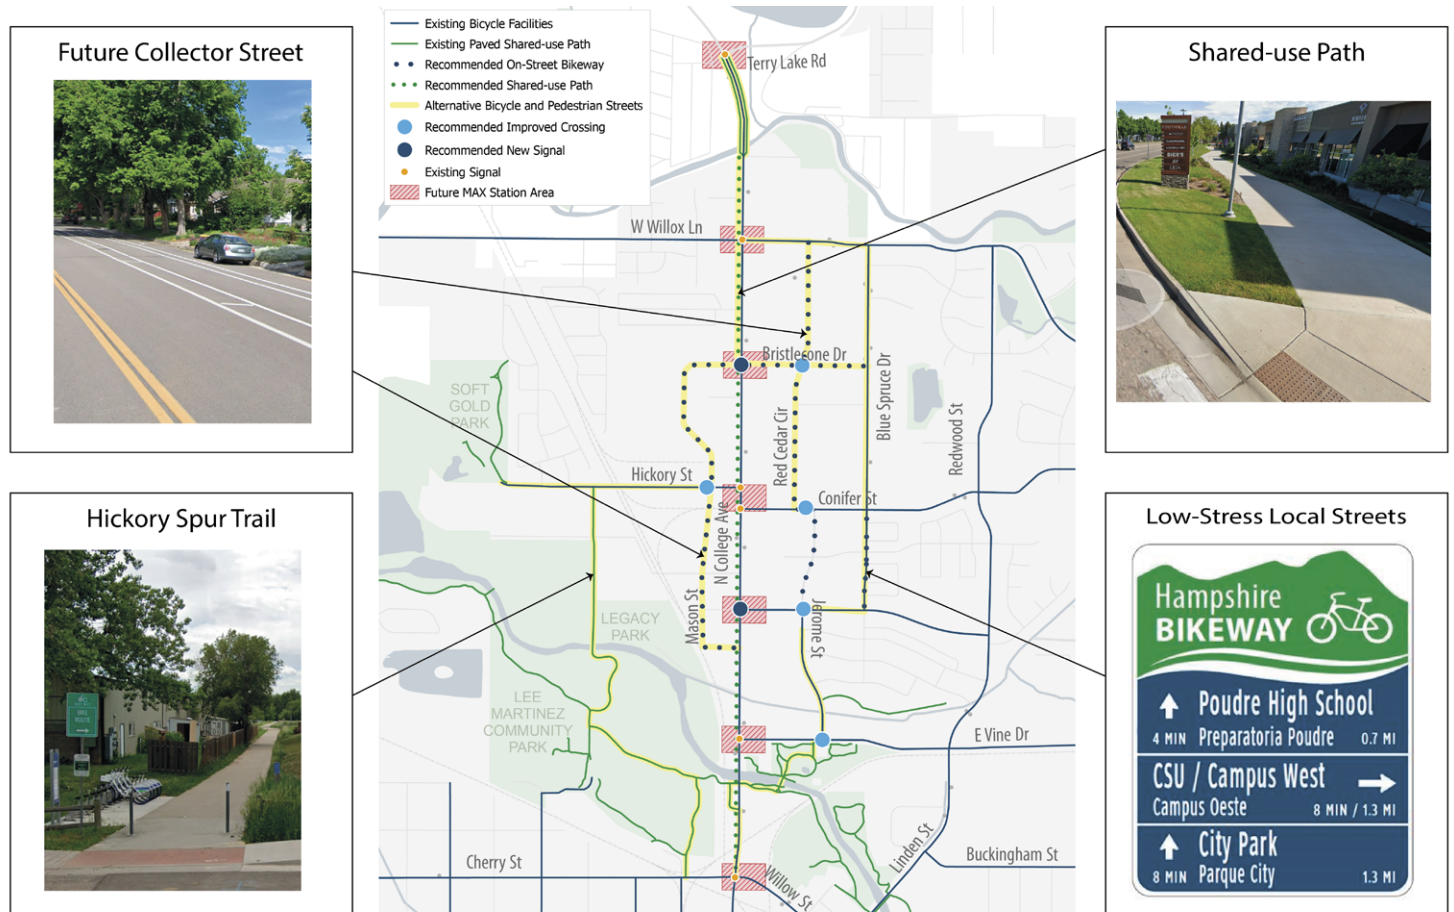 Future Collector Street
Hickory Spur Trail
Existing Bicycle Facilities
Existing Paved Shared-use Path
Recommended On-Street Bikeway
Recommended Shared-use Path
Alternative Bicycle and Pedestrian Streets
Recommended Improved Crossing
Recommended New Signal
Existing Signal
Future MAX Station Area
Terry Lake Rd
W Willox Ln
Bristlecone Dr
SOFT
GOLD
PARK
Blue Spruce Dr
Red Cedar Cir
Redwood St
Hickory St
Conifer St
N College Ave
Mason St
Jerome St
LEGACY
PARK
LEE
MARTINEZ
COMMUNITY
PARK
E Vine Dr
Linden St
Buckingham St
Cherry St
Willow St
Shared-use Path
Low-Stress Local Streets
Hampshire
BIKEWAY
Poudre High School
4 MIN Preparatoria Poudre 0.7 MI
CSU / Campus West
Campus Oeste 8 MIN / 1.3 MI
City Park
8 MIN Parque City 1.3 MI